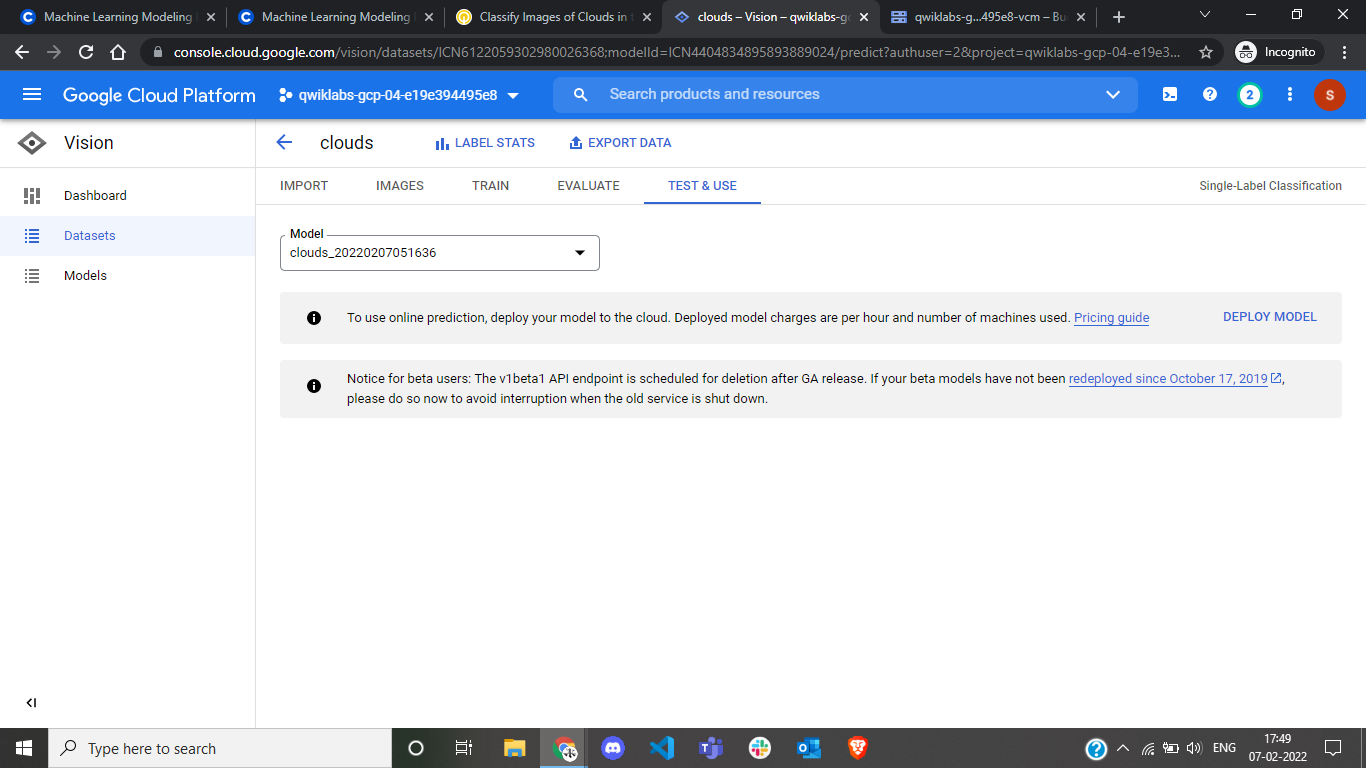 Machine Learning Modeling
Machine Learning Modeling
Classify Images of Clouds in t
clouds – Vision – qwiklabs-gc
qwiklabs-g...495e8-vcm – Bu
console.cloud.google.com/vision/datasets/ICN6122059302980026368;modelId=ICN4404834895893889024/predict?authuser=2&project=qwiklabs-gcp-04-e19e3...
Incognito
Google Cloud Platform
qwiklabs-gcp-04-e19e394495e8
Search products and resources
2
S
Vision
clouds
LABEL STATS
EXPORT DATA
Dashboard
Datasets
Models
IMPORT
IMAGES
TRAIN
EVALUATE
TEST & USE
Single-Label Classification
Model
clouds_20220207051636
To use online prediction, deploy your model to the cloud. Deployed model charges are per hour and number of machines used. Pricing guide
DEPLOY MODEL
Notice for beta users: The v1beta1 API endpoint is scheduled for deletion after GA release. If your beta models have not been redeployed since October 17, 2019,
please do so now to avoid interruption when the old service is shut down.
Type here to search
ENG
17:49
07-02-2022